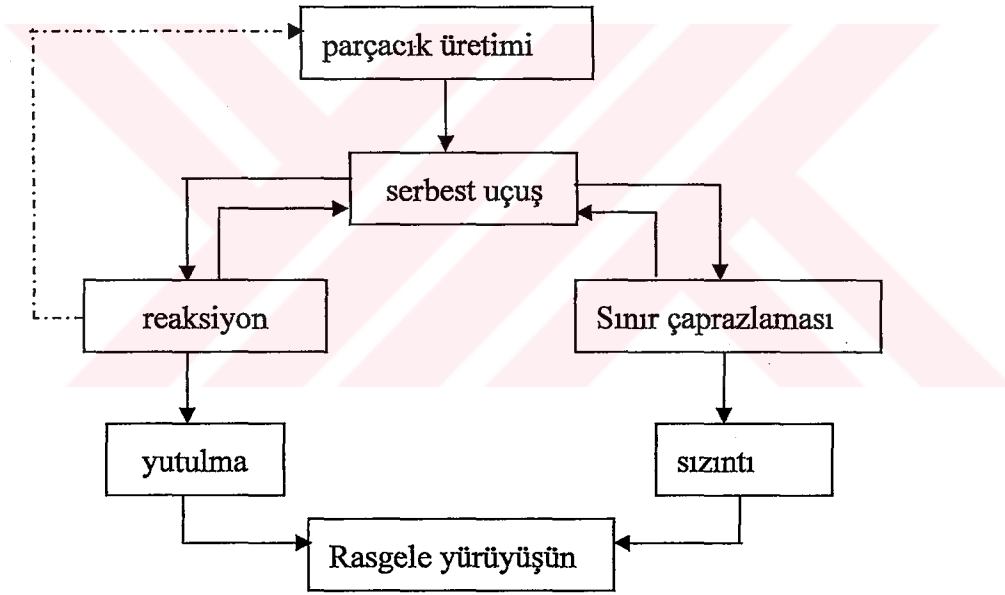 parçacık üretimi
serbest uçuş
reaksiyon
Sınır çaprazlaması
yutulma
sızıntı
Rasgele yürüyüşün